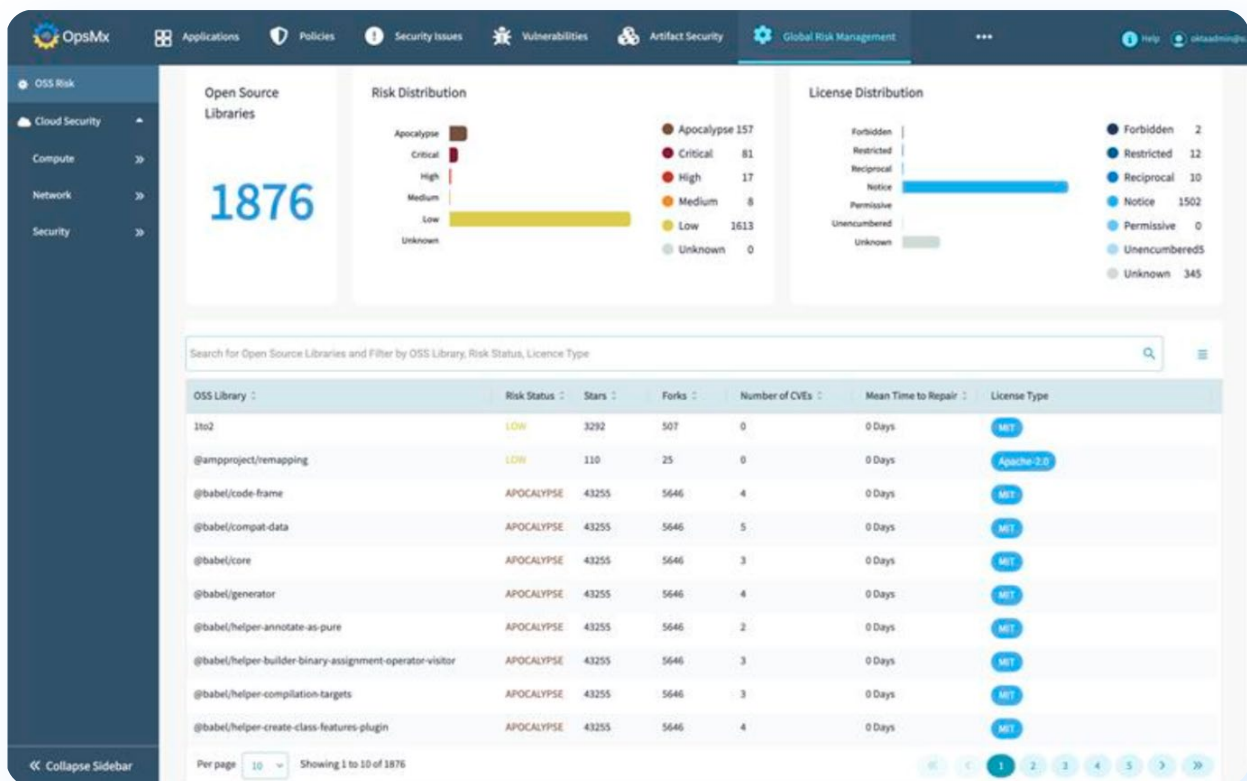 OpsMx
Applications
Policies
Security Issues
Vulnerabilities
Artifact Security
Global Risk Management
•••
Help
oktaadmin@o
OSS Risk
Cloud Security
Compute
Network
Security
Collapse Sidebar
Open Source
Libraries
1876
Risk Distribution
Apocalypse
Critical
High
Medium
Low
Unknown
Apocalypse 157
Critical 81
High 17
Medium 8
Low 1613
Unknown 0
License Distribution
Forbidden
Restricted
Reciprocal
Notice
Permissive
Unencumbered
Unknown
Forbidden 2
Restricted 12
Reciprocal 10
Notice 1502
Permissive 0
Unencumbered5
Unknown 345
Search for Open Source Libraries and Filter by OSS Library, Risk Status, Licence Type
OSS Library Risk Status Stars Forks Number of CVEs Mean Time to Repair License Type
1to2 LOW 3292 507 0 0 Days MIT
@ampproject/remapping LOW 110 25 0 0 Days Apache-2.0
@babel/code-frame APOCALYPSE 43255 5646 4 0 Days MIT
@babel/compat-data APOCALYPSE 43255 5646 5 0 Days MIT
@babel/core APOCALYPSE 43255 5646 3 0 Days MIT
@babel/generator APOCALYPSE 43255 5646 4 0 Days MIT
@babel/helper-annotate-as-pure APOCALYPSE 43255 5646 2 0 Days MIT
@babel/helper-builder-binary-assignment-operator-visitor APOCALYPSE 43255 5646 3 0 Days MIT
@babel/helper-compilation-targets APOCALYPSE 43255 5646 3 0 Days MIT
@babel/helper-create-class-features-plugin APOCALYPSE 43255 5646 4 0 Days MIT
Per page 10 Showing 1 to 10 of 1876
« ‹ 1 2 3 4 5 › »